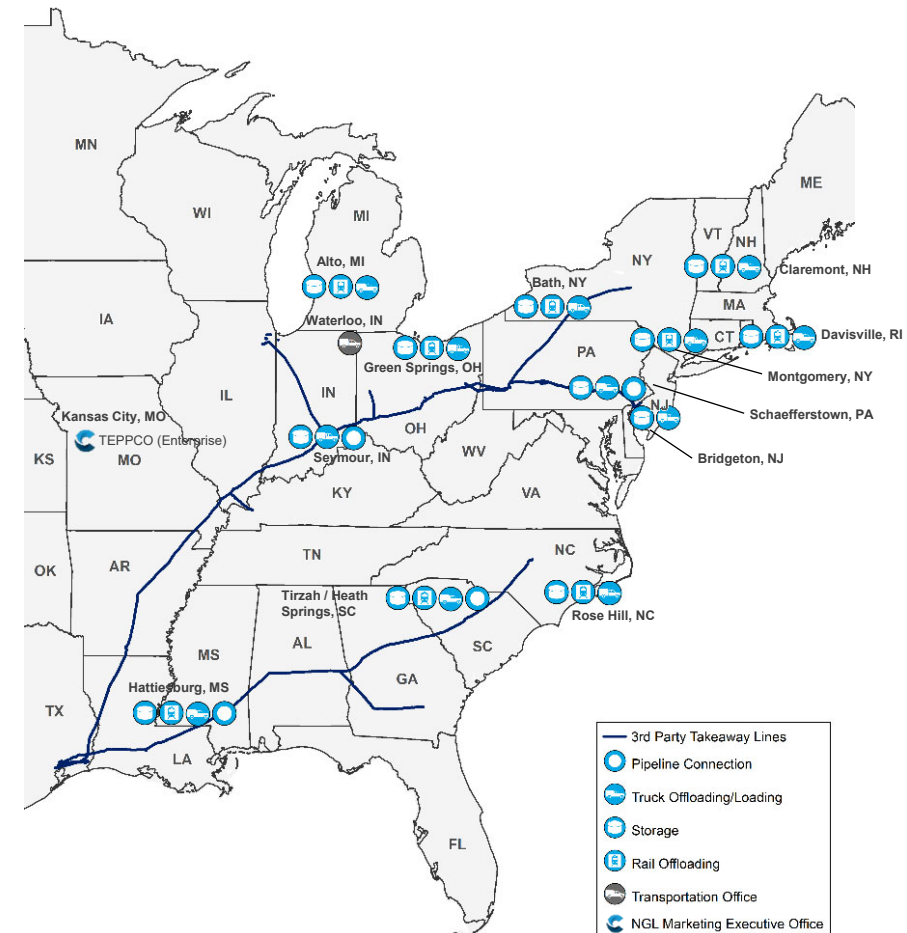 MN
ME
WI
MI
VT
NH
NY
Alto, MI
Claremont, NH
Bath, NY
MA
Waterloo, IN
IA
CT
Davisville, RI
PA
Green Springs, OH
Montgomery, NY
IL
IN
NJ
Schaefferstown, PA
Kansas City, MO
TEPPCO (Enterprise)
OH
KS
MO
Seymour, IN
WV
Bridgeton, NJ
KY
VA
TN
NC
OK
AR
Tirzah / Heath
Springs, SC
Rose Hill, NC
AL
SC
MS
GA
Hattiesburg, MS
TX
LA
FL
3rd Party Takeaway Lines
Pipeline Connection
Truck Offloading/Loading
Storage
Rail Offloading
Transportation Office
NGL Marketing Executive Office